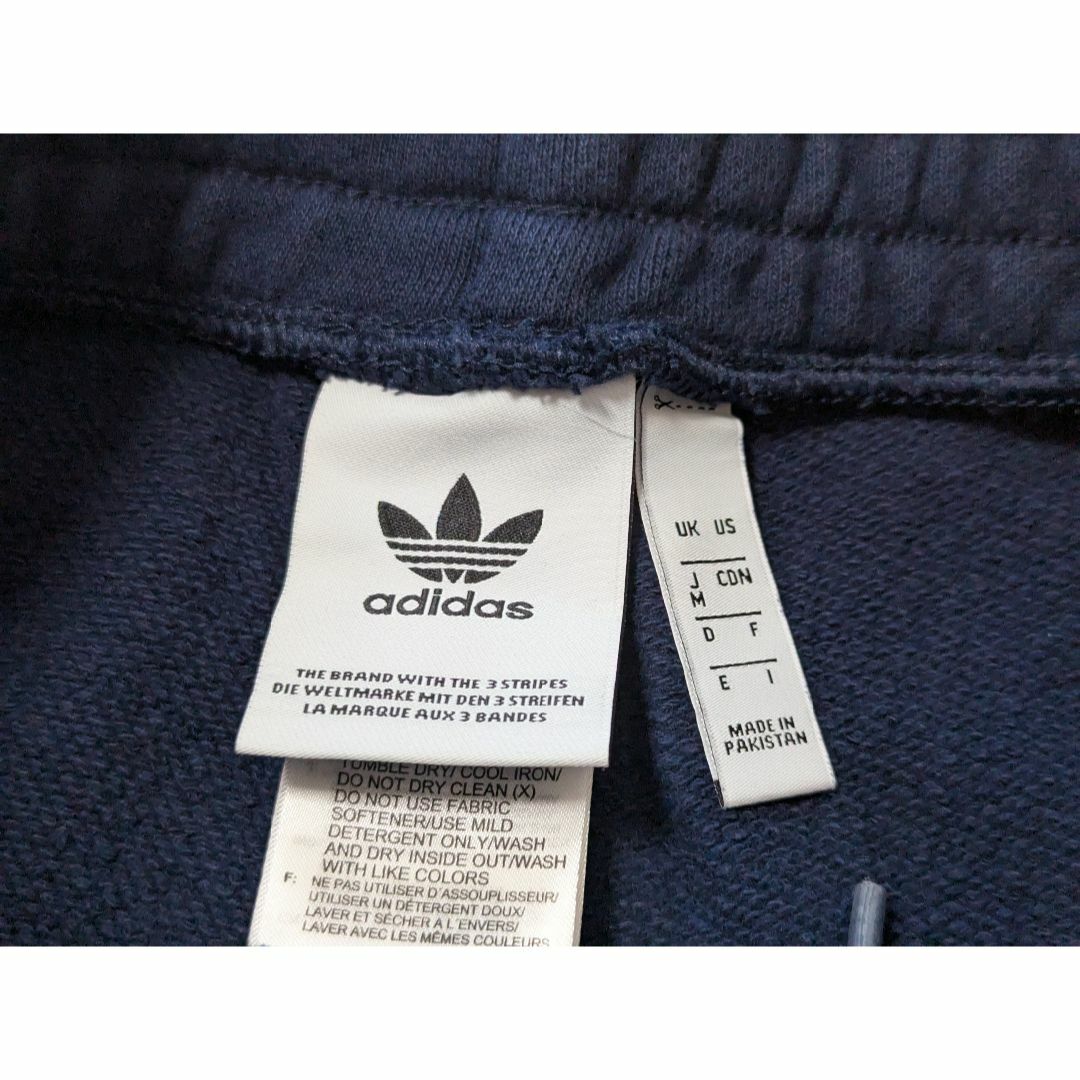 adidas
THE BRAND WITH THE 3 STRIPES
DIE WELTMARKE MIT DEN 3 STREIFEN
LA MARQUE AUX 3 BANDES
TUMBLE DRY/ COOL IRON/
DO NOT DRY CLEAN (X)
DO NOT USE FABRIC
SOFTENER/USE MILD
DETERGENT ONLY/WASH
AND DRY INSIDE OUT/WASH
WITH LIKE COLORS
F: NE PAS UTILISER D'ASSOUPLISSEUR/
UTILISER UN DÉTERGENT DOUX/
LAVER ET SÉCHER A L'ENVERS/
LAVER AVEC LES MÊMES COULEURS
UK US
J CDN
M
D F
E I
MADE IN
PAKISTAN